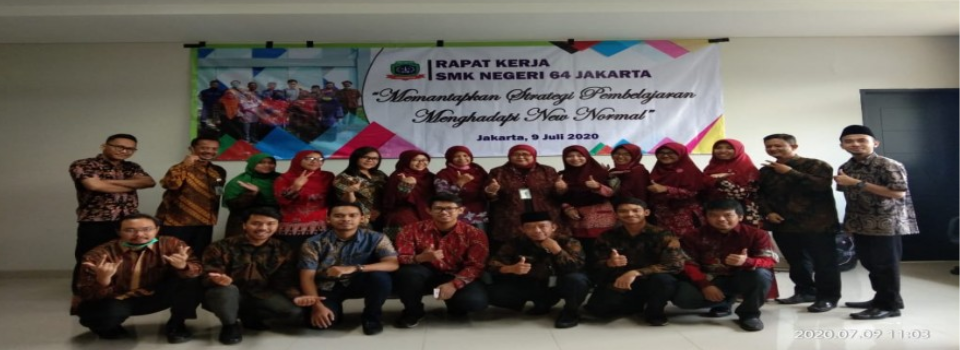 RAPAT KERJA
SMK NEGERI 64 JAKARTA
"Memantapkan Strategi Pembelajaran
Menghadapi New Normal"
Jakarta, 9 Juli 2020
2020.07.09 11:03